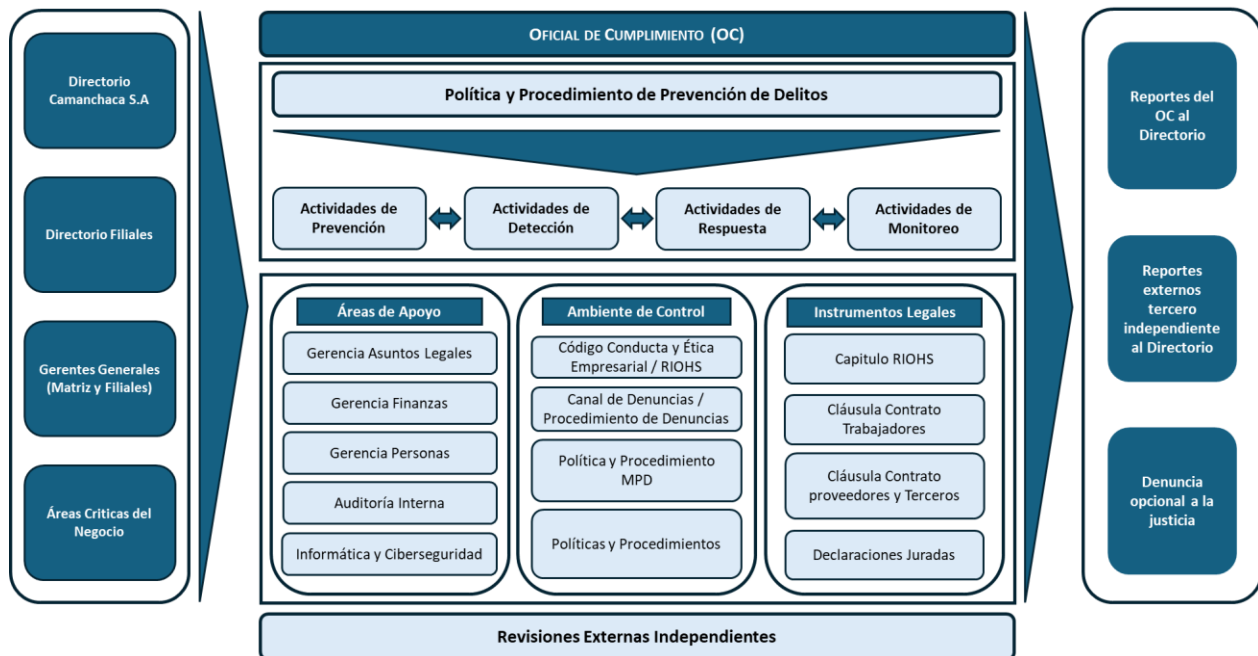 Directorio
Camanchaca S.A
Directorio Filiales
Gerentes Generales
(Matriz y Filiales)
Áreas Criticas del
Negocio
OFICIAL DE CUMPLIMIENTO (OC)
Política y Procedimiento de Prevención de Delitos
Actividades de
Prevención
Actividades de
Detección
Actividades de
Respuesta
Actividades de
Monitoreo
Áreas de Apoyo
Gerencia Asuntos Legales
Gerencia Finanzas
Gerencia Personas
Auditoría Interna
Informática y Ciberseguridad
Ambiente de Control
Código Conducta y Ética
Empresarial / RIOHS
Canal de Denuncias /
Procedimiento de Denuncias
Política y Procedimiento
MPD
Políticas y Procedimientos
Instrumentos Legales
Capitulo RIOHS
Cláusula Contrato
Trabajadores
Cláusula Contrato
proveedores y Terceros
Declaraciones Juradas
Revisiones Externas Independientes
Reportes del
OC al
Directorio
Reportes
externos
tercero
independiente
al Directorio
Denuncia
opcional a la
justicia